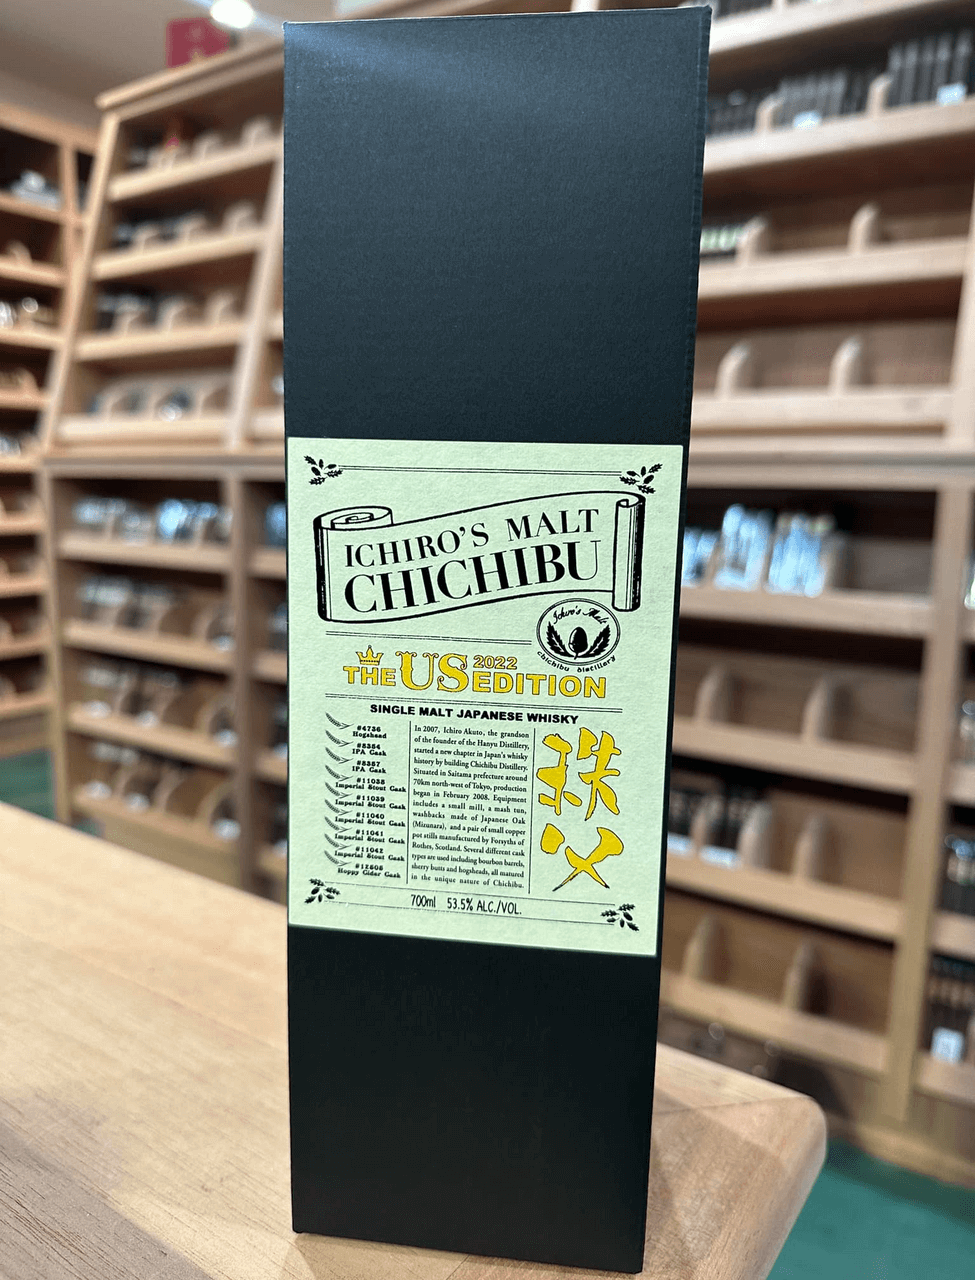 ICHIRO'S MALT
CHICHIBU
Ichiro's Malt
chichibu distillery
2022
THE US EDITION
SINGLE MALT JAPANESE WHISKY
#4736
Hogshead
#8354
IPA Cask
#8387
IPA Cask
#11038
Imperial Stout Cask
#11039
Imperial Stout Cask
#11040
Imperial Stout Cask
#11041
Imperial Stout Cask
#11042
Imperial Stout Cask
Hoppy Cider Cask
In 2007, Ichiro Akuto, the grandson
of the founder of the Hanyu Distillery,
started a new chapter in Japan's whisky
history by building Chichibu Distillery.
Situated in Saitama prefecture around
70km north-west of Tokyo, production
began in February 2008. Equipment
includes a small mill, a mash tun,
washbacks made of Japanese Oak
(Mizunara), and a pair of small copper
pot stills manufactured by Forsyths of
Rothes, Scotland. Several different cask
types are used including bourbon barrels,
sherry butts and hogsheads, all matured
in the unique nature of Chichibu.
秩父
700ml 53.5% ALC./VOL.